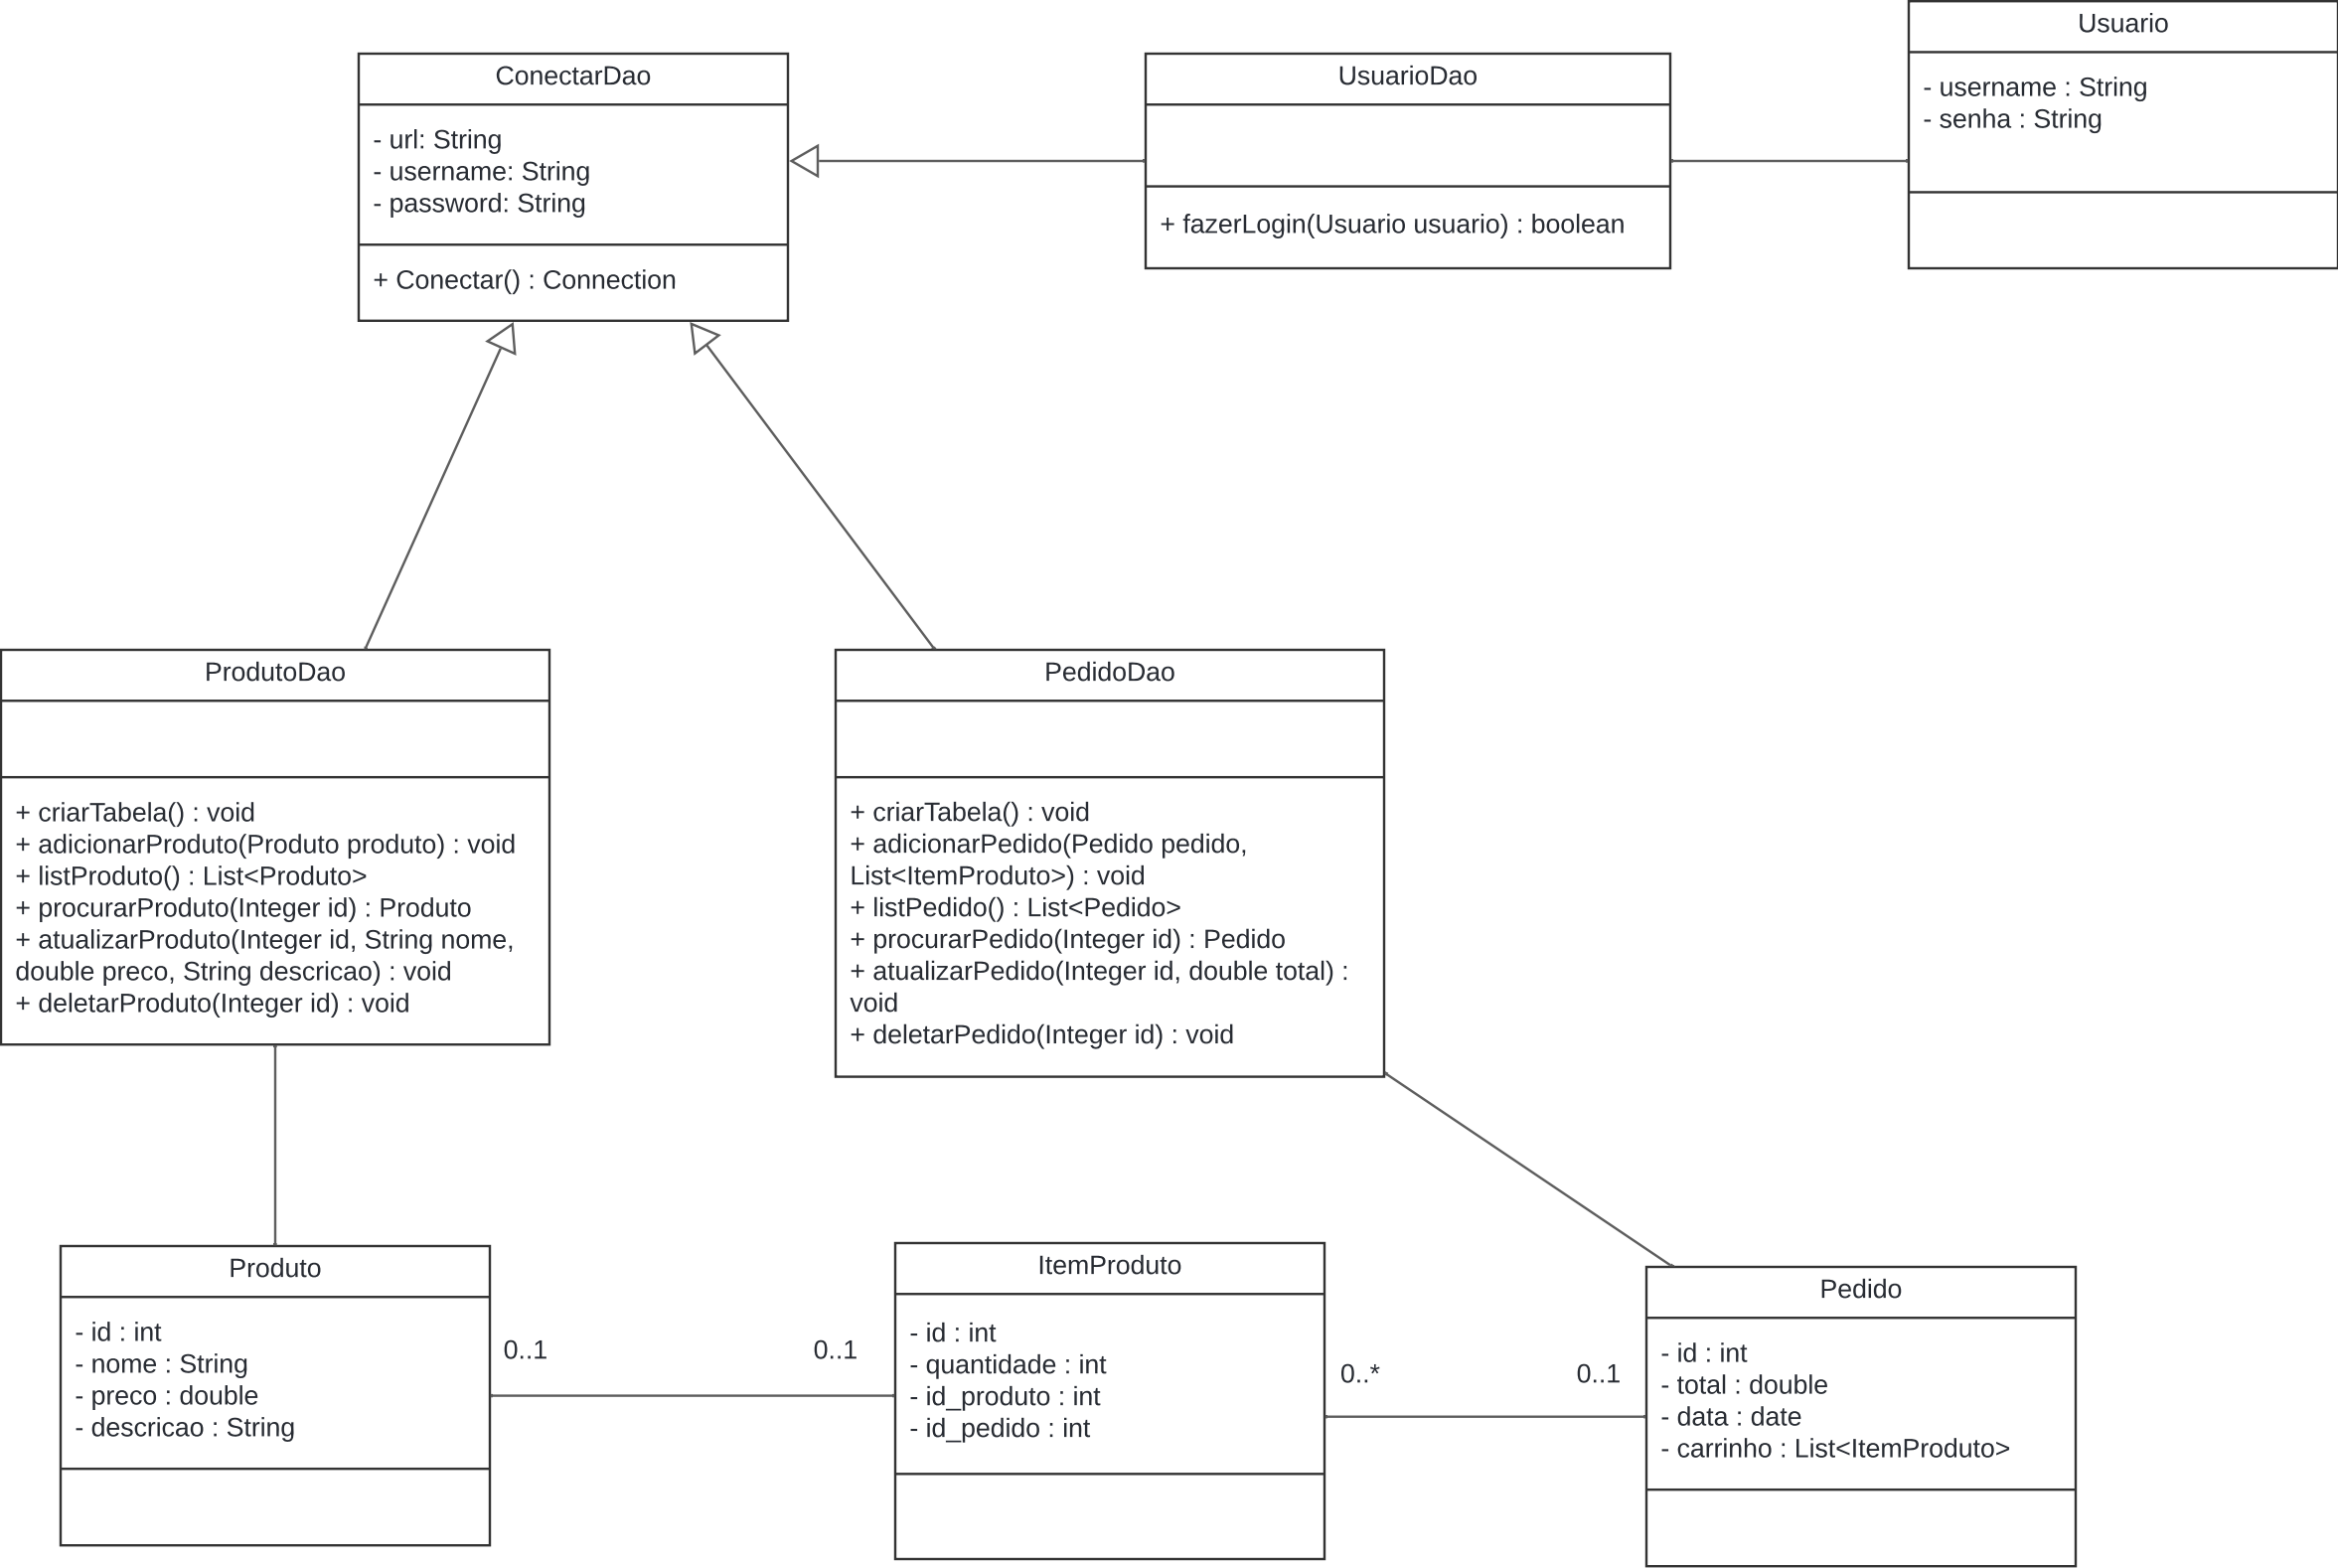 ConectarDao
- url: String
- username: String
- password: String
+ Conectar() : Connection
UsuarioDao
+ fazerLogin(Usuario usuario) : boolean
Usuario
- username : String
- senha : String
ProdutoDao
+ criarTabela() : void
+ adicionarProduto(Produto produto) : void
+ listProduto() : List<Produto>
+ procurarProduto(Integer id) : Produto
+ atualizarProduto(Integer id, String nome,
double preco, String descricao) : void
+ deletarProduto(Integer id) : void
PedidoDao
+ criarTabela() : void
+ adicionarPedido(Pedido pedido,
List<ItemProduto>) : void
+ listPedido() : List<Pedido>
+ procurarPedido(Integer id) : Pedido
+ atualizarPedido(Integer id, double total) :
void
+ deletarPedido(Integer id) : void
Produto
- id : int
- nome : String
- preco : double
- descricao : String
0..1
0..1
ItemProduto
- id : int
- quantidade : int
- id_produto : int
- id_pedido : int
0..*
0..1
Pedido
- id : int
- total : double
- data : date
- carrinho : List<ItemProduto>